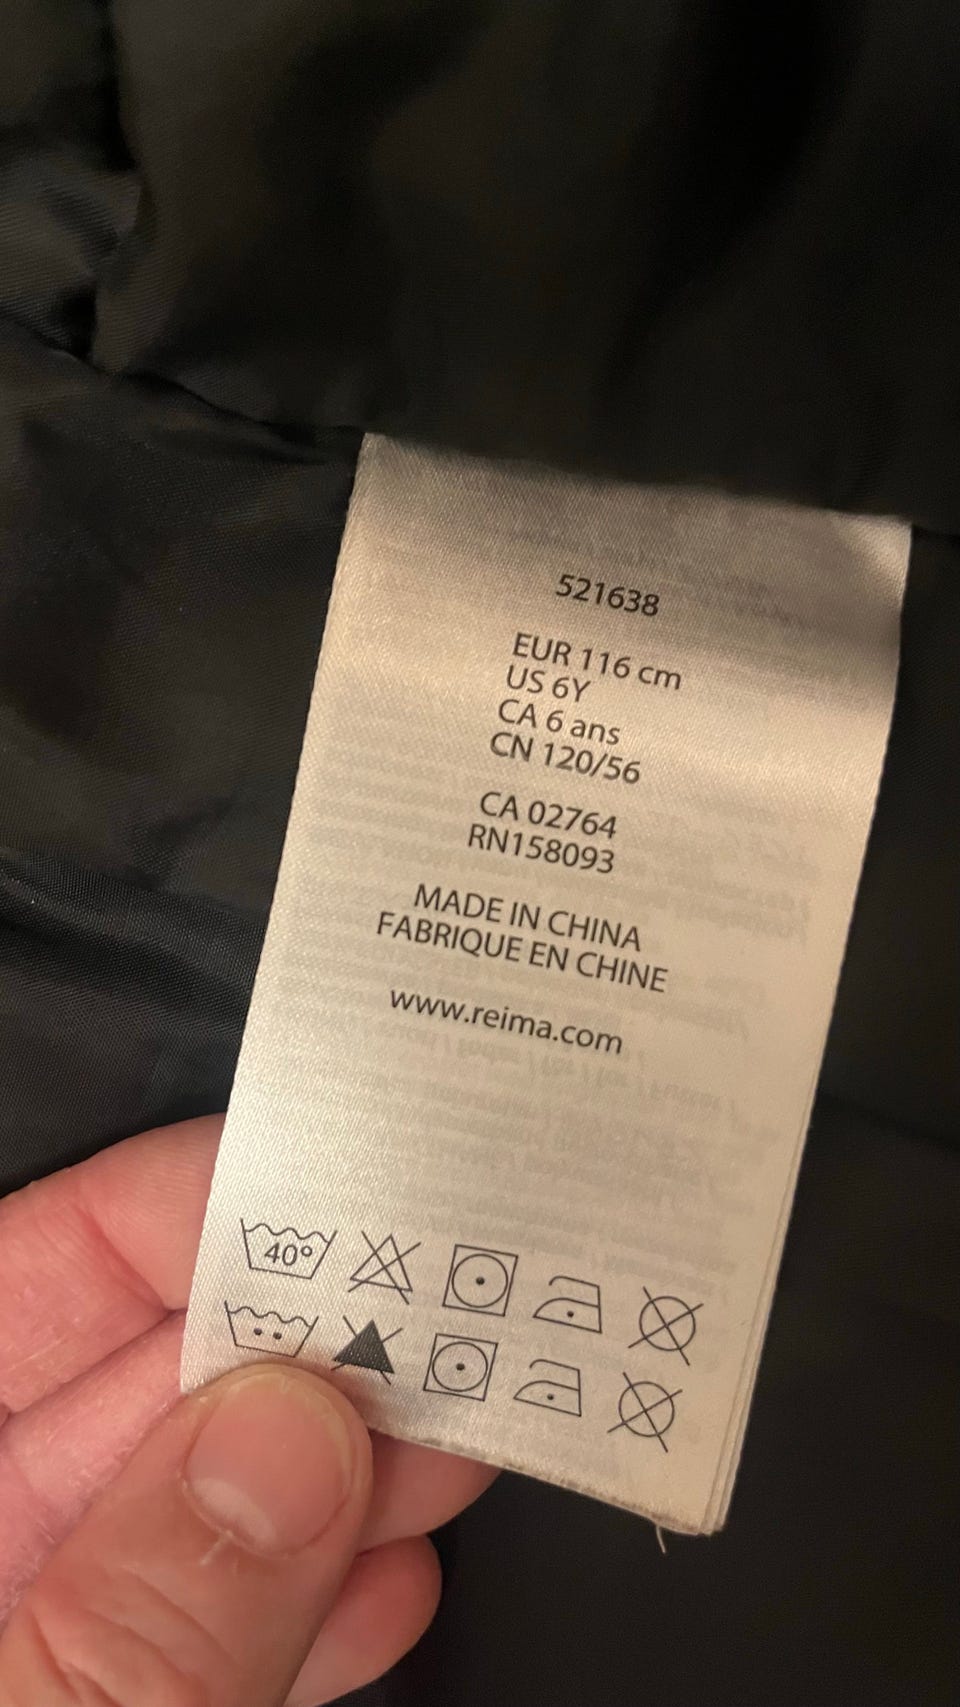 521638
EUR 116 cm
US 6Y
CA 6 ans
CN 120/56
CA 02764
RN158093
MADE IN CHINA
FABRIQUE EN CHINE
www.reima.com
40°